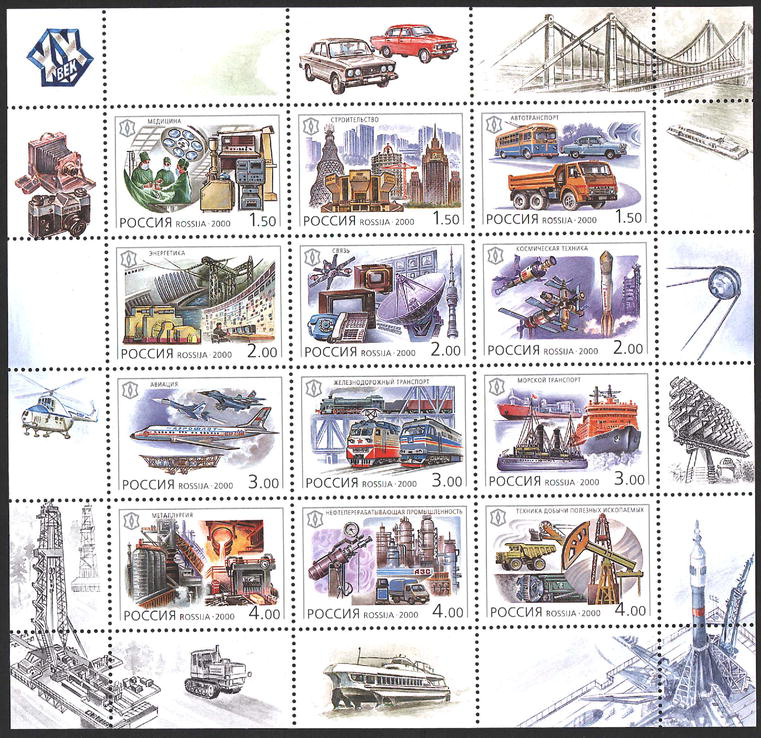 XX
ВЕК
МЕДИЦИНА
РОССИЯ ROSSIJA · 2000 1.50
СТРОИТЕЛЬСТВО
РОССИЯ ROSSIJA · 2000 1.50
АВТОТРАНСПОРТ
РОССИЯ ROSSIJA · 2000 1.50
ЭНЕРГЕТИКА
РОССИЯ ROSSIJA · 2000 2.00
СВЯЗЬ
РОССИЯ ROSSIJA · 2000 2.00
КОСМИЧЕСКАЯ ТЕХНИКА
РОССИЯ ROSSIJA · 2000 2.00
АВИАЦИЯ
АЭРОФЛОТ
РОССИЯ ROSSIJA · 2000 3.00
ЖЕЛЕЗНОДОРОЖНЫЙ ТРАНСПОРТ
РОССИЯ ROSSIJA · 2000 3.00
МОРСКОЙ ТРАНСПОРТ
РОССИЯ ROSSIJA · 2000 3.00
МЕТАЛЛУРГИЯ
РОССИЯ ROSSIJA · 2000 4.00
НЕФТЕПЕРЕРАБАТЫВАЮЩАЯ ПРОМЫШЛЕННОСТЬ
АЗС
РОССИЯ ROSSIJA · 2000 4.00
ТЕХНИКА ДОБЫЧИ ПОЛЕЗНЫХ ИСКОПАЕМЫХ
РОССИЯ ROSSIJA · 2000 4.00